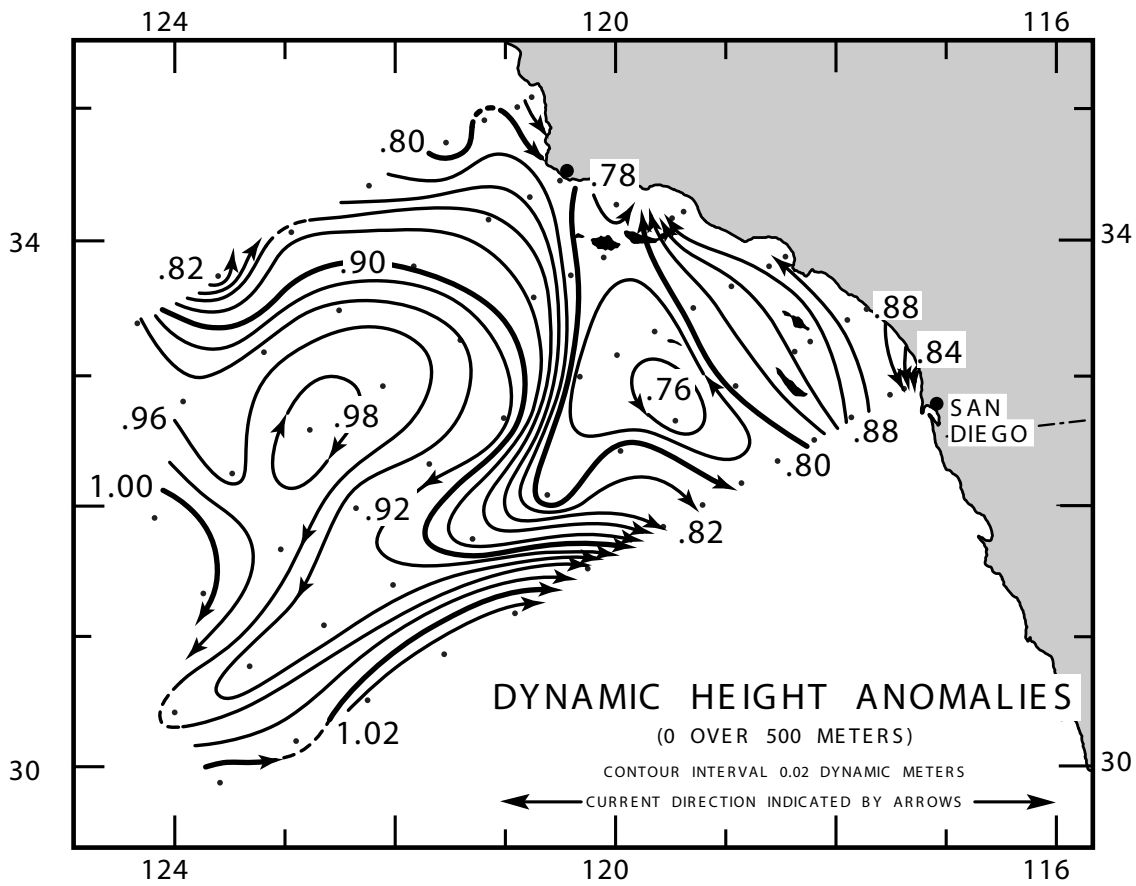 124 120 116
.80
.78
34 34
.82
.90
.88
.84
.76
.96
.98
SAN
DIEGO
.88
.80
1.00
.92
.82
DYNAMIC HEIGHT ANOMALIES
1.02
(0 OVER 500 METERS)
30 30
CONTOUR INTERVAL 0.02 DYNAMIC METERS
CURRENT DIRECTION INDICATED BY ARROWS
124 120 116